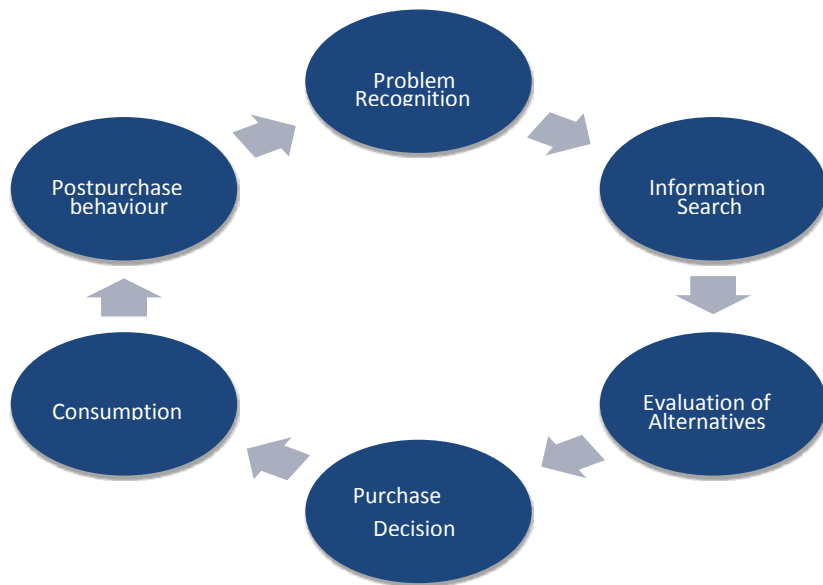 Problem
Recognition
Information
Search
Evaluation of
Alternatives
Purchase
Decision
Consumption
Postpurchase
behaviour